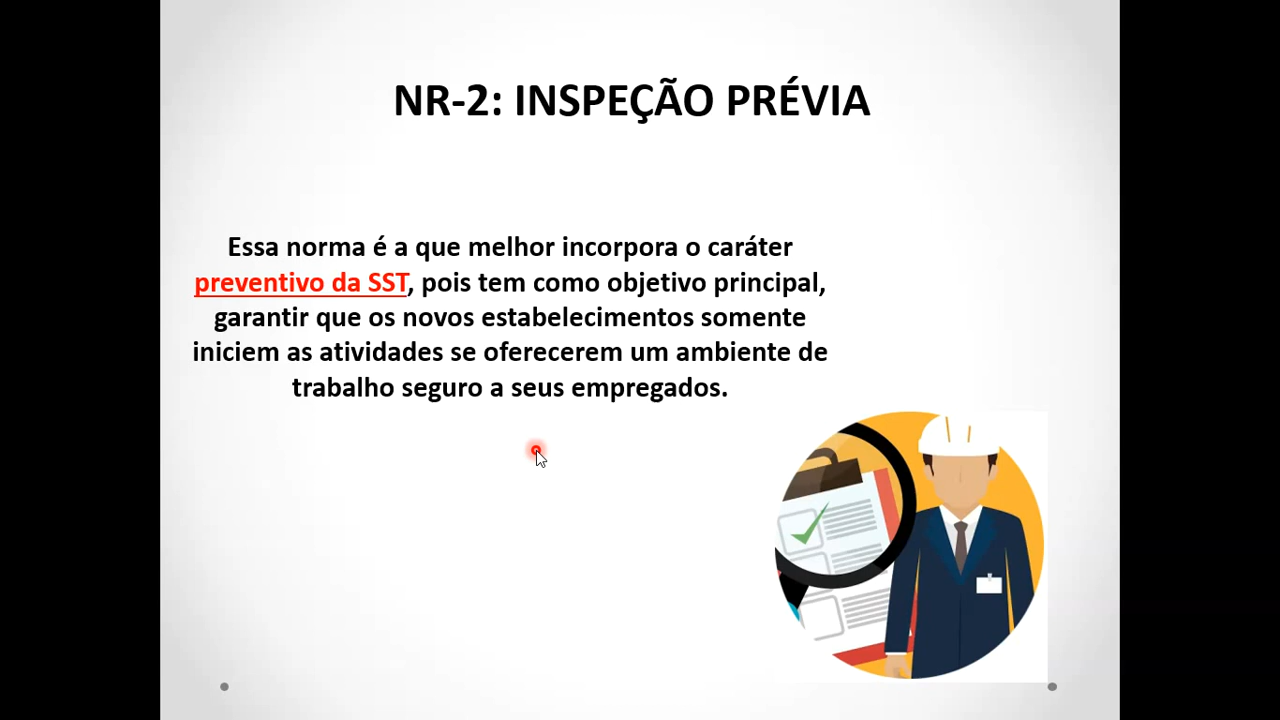 NR-2: INSPEÇÃO PRÉVIA
Essa norma é a que melhor incorpora o caráter
preventivo da SST, pois tem como objetivo principal,
garantir que os novos estabelecimentos somente
iniciem as atividades se oferecerem um ambiente de
trabalho seguro a seus empregados.